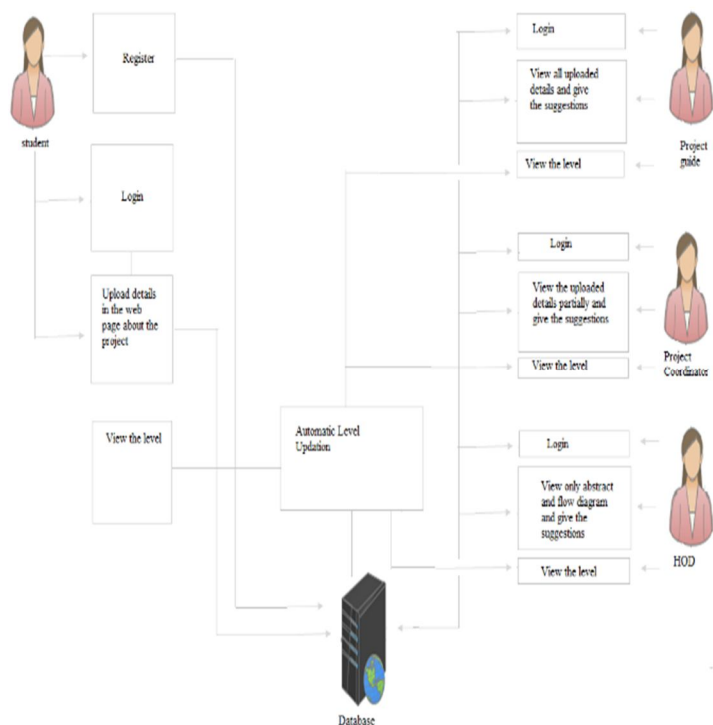 Register
student
Login
Upload details
in the web
page about the
project
View the level
Automatic Level
Updation
Database
Login
View all uploaded
details and give
the suggestions
View the level
Project
guide
Login
View the uploaded
details partially and
give the suggestions
View the level
Project
Coordinator
Login
View only abstract
and flow diagram
and give the
suggestions
View the level
HOD